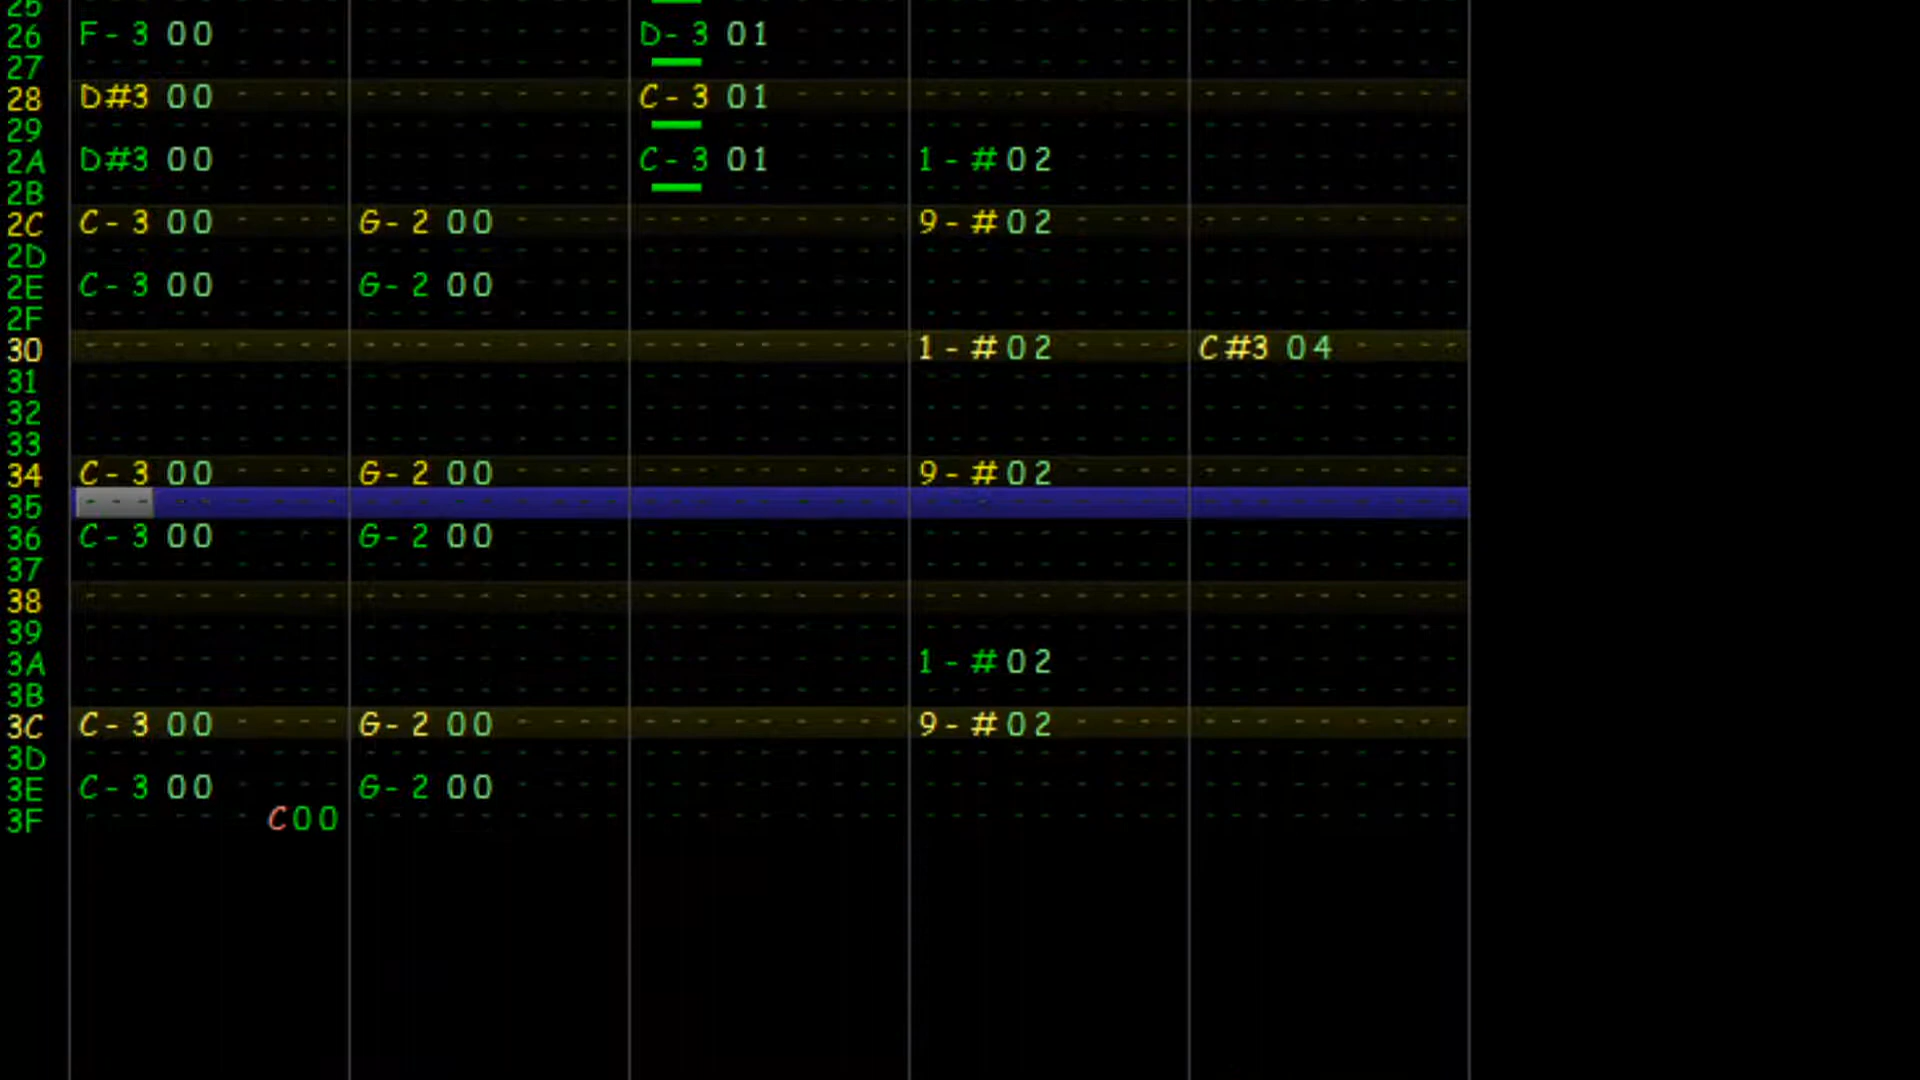 25
26 F-3 00 D-3 01
27
28 D#3 00 C-3 01
29
2A D#3 00 C-3 01 1-# 02
2B
2C C-3 00 G-2 00 9-# 02
2D
2E C-3 00 G-2 00
2F
30 1-# 02 C#3 04
31
32
33
34 C-3 00 G-2 00 9-# 02
35
36 C-3 00 G-2 00
37
38
39
3A 1-# 02
3B
3C C-3 00 G-2 00 9-# 02
3D
3E C-3 00 G-2 00
3F C00